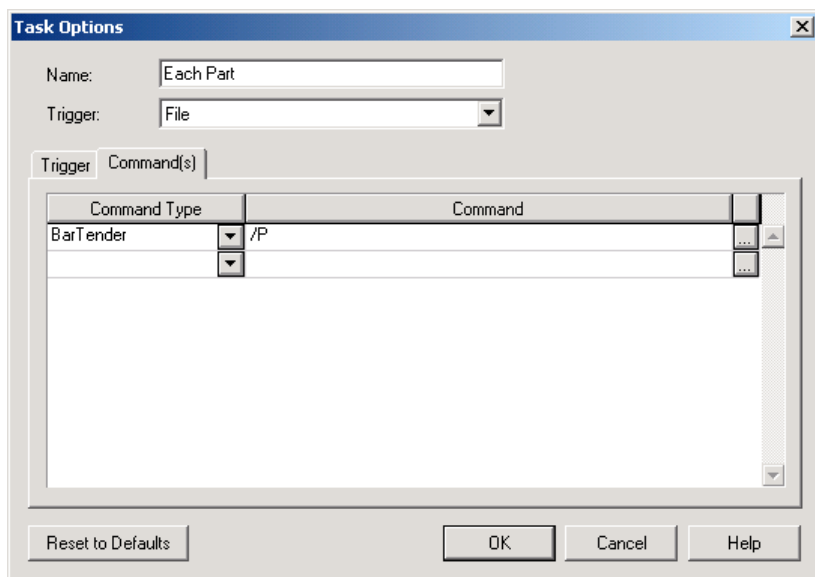 Task Options
Name: Each Part
Trigger: File
Trigger Command(s)
Command Type Command
BarTender /P ...
...
Reset to Defaults OK Cancel Help